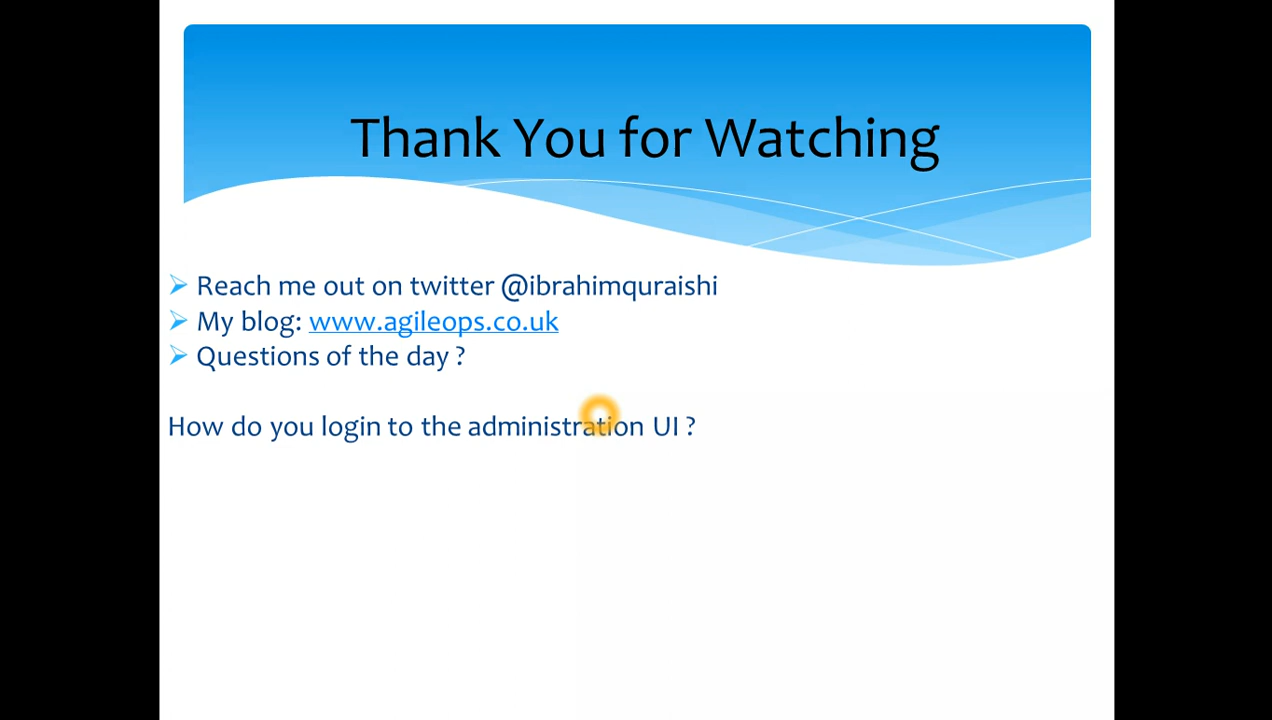 Thank You for Watching
Reach me out on twitter @ibrahimquraishi
My blog: www.agileops.co.uk
Questions of the day ?
How do you login to the administration UI ?